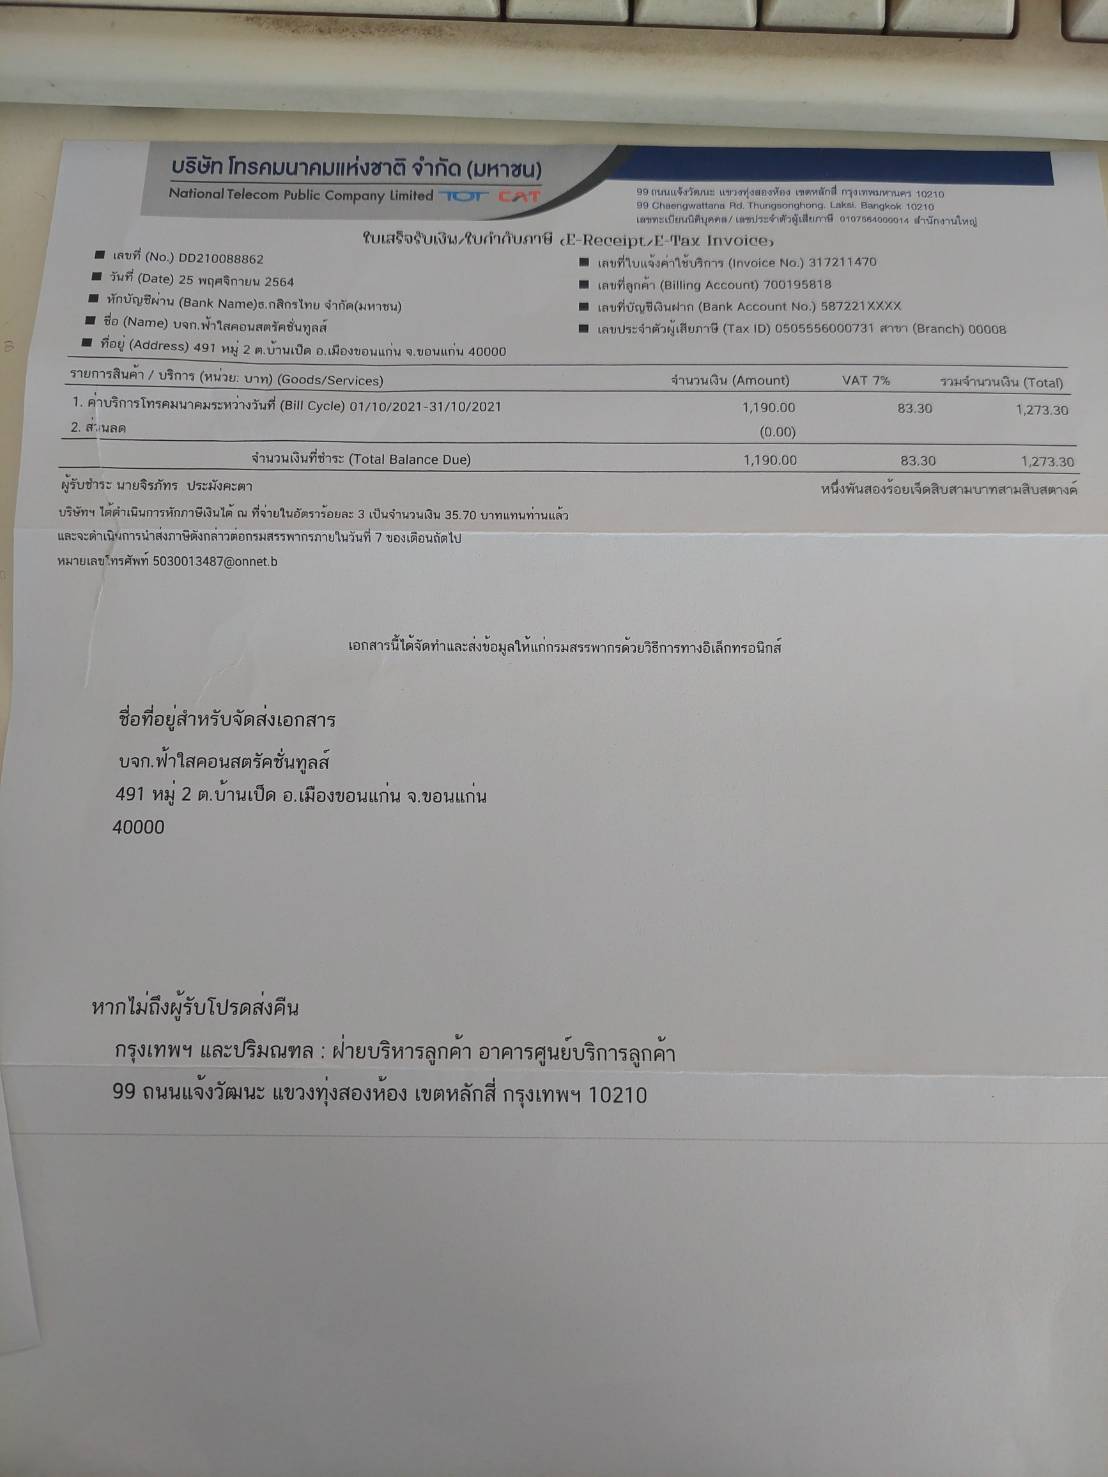 บริษัท โทรคมนาคมแห่งชาติ จำกัด (มหาชน)
National Telecom Public Company Limited TOT CAT
99 ถนนแจ้งวัฒนะ แขวงทุ่งสองห้อง เขตหลักสี่ กรุงเทพมหานคร 10210
99 Chaengwattana Rd. Thungsonghong. Laksi. Bangkok 10210
เลขทะเบียนนิติบุคคล/ เลขประจำตัวผู้เสียภาษี 0107564000014 สำนักงานใหญ่
ใบเสร็จรับเงิน/ใบกำกับภาษี (E-Receipt/E-Tax Invoice)
เลขที่ (No.) DD210088862
วันที่ (Date) 25 พฤศจิกายน 2564
หักบัญชีผ่าน (Bank Name)ธ.กสิกรไทย จำกัด(มหาชน)
ชื่อ (Name) บจก.ฟ้าใสคอนสตรัคชั่นทูลส์
ที่อยู่ (Address) 491 หมู่ 2 ต.บ้านเป็ด อ.เมืองขอนแก่น จ.ขอนแก่น 40000
เลขที่ใบแจ้งค่าใช้บริการ (Invoice No.) 317211470
เลขที่ลูกค้า (Billing Account) 700195818
เลขที่บัญชีเงินฝาก (Bank Account No.) 587221XXXX
เลขประจำตัวผู้เสียภาษี (Tax ID) 0505556000731 สาขา (Branch) 00008
รายการสินค้า / บริการ (หน่วย: บาท) (Goods/Services) จำนวนเงิน (Amount) VAT 7% รวมจำนวนเงิน (Total)
1. ค่าบริการโทรคมนาคมระหว่างวันที่ (Bill Cycle) 01/10/2021-31/10/2021 1,190.00 83.30 1,273.30
2. ส่วนลด (0.00)
จำนวนเงินที่ชำระ (Total Balance Due) 1,190.00 83.30 1,273.30
ผู้รับชำระ นายจิรภัทร ประมังคะตา หนึ่งพันสองร้อยเจ็ดสิบสามบาทสามสิบสตางค์
บริษัทฯ ได้ดำเนินการหักภาษีเงินได้ ณ ที่จ่ายในอัตราร้อยละ 3 เป็นจำนวนเงิน 35.70 บาทแทนท่านแล้ว
และจะดำเนินการนำส่งภาษีดังกล่าวต่อกรมสรรพากรภายในวันที่ 7 ของเดือนถัดไป
หมายเลขโทรศัพท์ 5030013487@onnet.b
เอกสารนี้ได้จัดทำและส่งข้อมูลให้แก่กรมสรรพากรด้วยวิธีการทางอิเล็กทรอนิกส์
ชื่อที่อยู่สำหรับจัดส่งเอกสาร
บจก.ฟ้าใสคอนสตรัคชั่นทูลส์
491 หมู่ 2 ต.บ้านเป็ด อ.เมืองขอนแก่น จ.ขอนแก่น
40000
หากไม่ถึงผู้รับโปรดส่งคืน
กรุงเทพฯ และปริมณฑล : ฝ่ายบริหารลูกค้า อาคารศูนย์บริการลูกค้า
99 ถนนแจ้งวัฒนะ แขวงทุ่งสองห้อง เขตหลักสี่ กรุงเทพฯ 10210